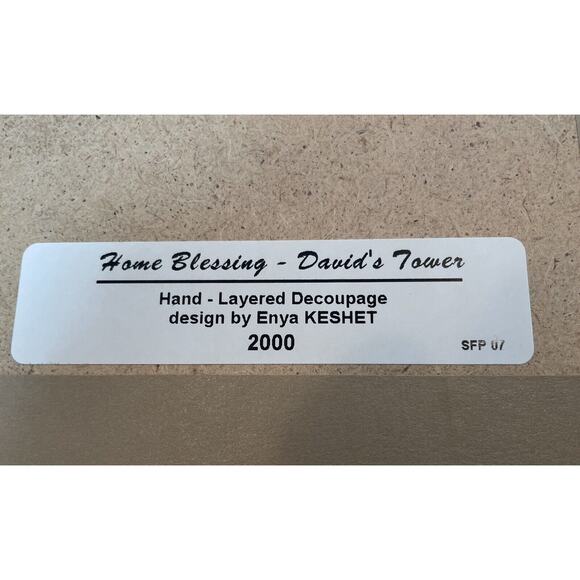 Home Blessing - David's Tower
Hand - Layered Decoupage
design by Enya KESHET
2000
SFP 07